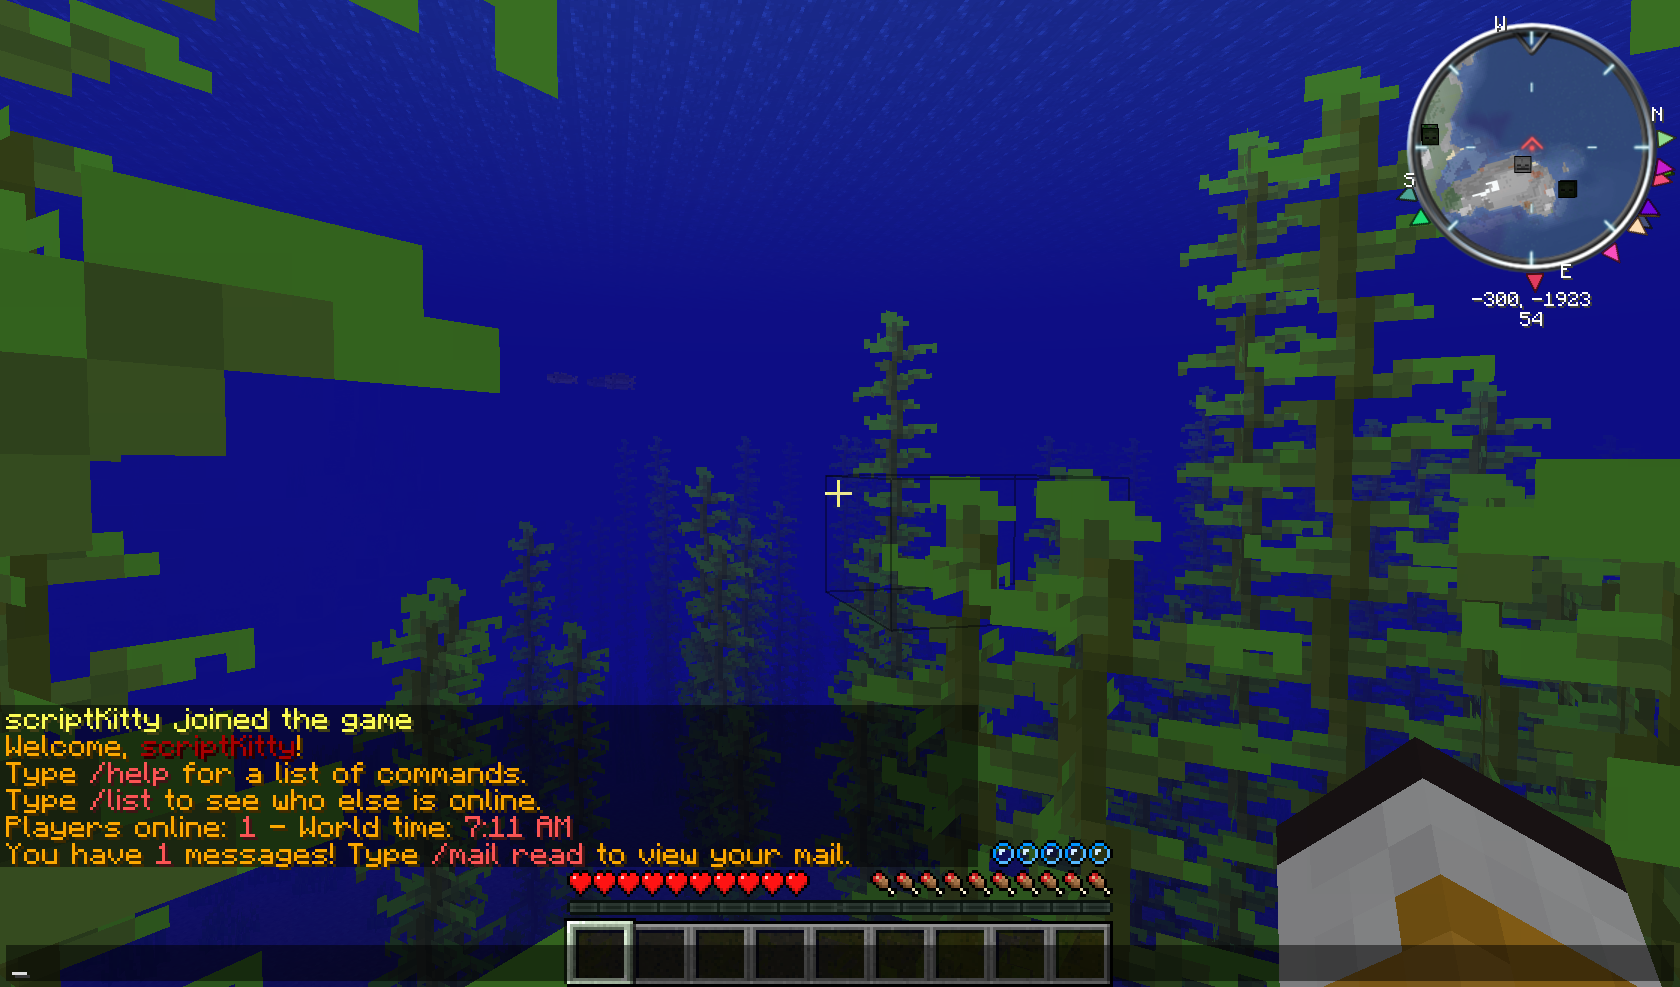 W
N
S
E
-300, -1923
54
scriptKitty joined the game
Welcome, scriptKitty!
Type /help for a list of commands.
Type /list to see who else is online.
Players online: 1 - World time: 7:11 AM
You have 1 messages! Type /mail read to view your mail.
_